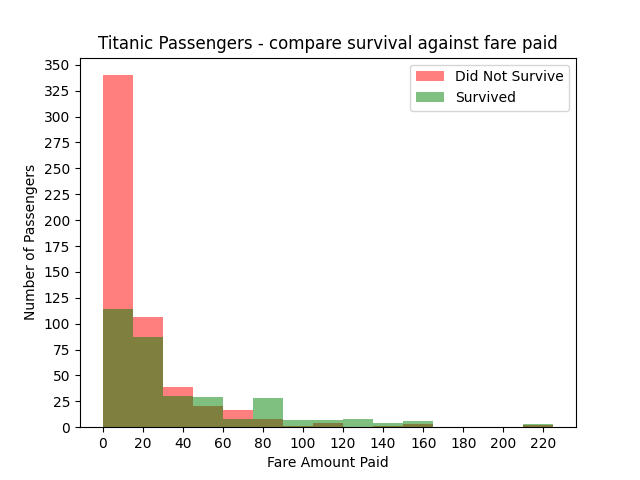 Titanic Passengers - compare survival against fare paid
Did Not Survive
Survived
Number of Passengers
350
325
300
275
250
225
200
175
150
125
100
75
50
25
0
0 20 40 60 80 100 120 140 160 180 200 220
Fare Amount Paid